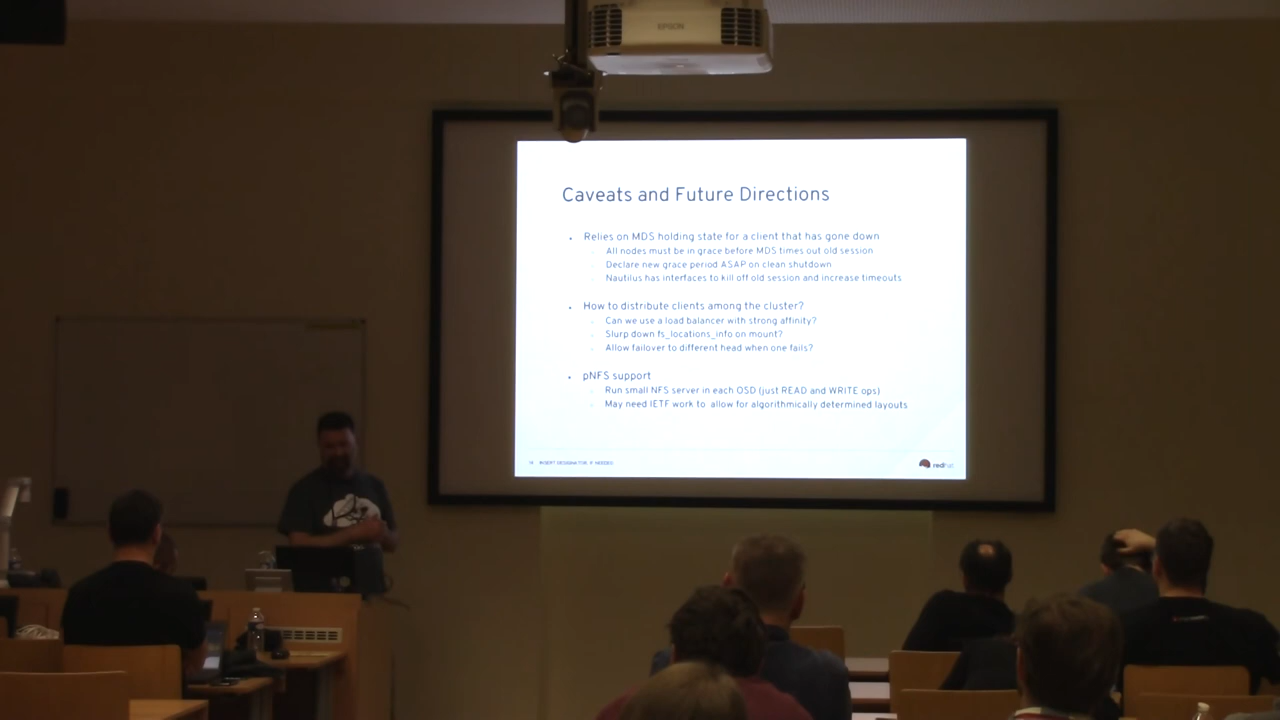 EPSON
Caveats and Future Directions
Relies on MDS holding state for a client that has gone down
All nodes must be in grace before MDS times out old session
Declare new grace period ASAP on clean shutdown
Nautilus has interfaces to kill off old session and increase timeouts
How to distribute clients among the cluster?
Can we use a load balancer with strong affinity?
Slurp down fs_locations_info on mount?
Allow failover to different head when one fails?
pNFS support
Run small NFS server in each OSD (just READ and WRITE ops)
May need IETF work to allow for algorithmically determined layouts
INSERT DESIGNATOR, IF NEEDED
redhat